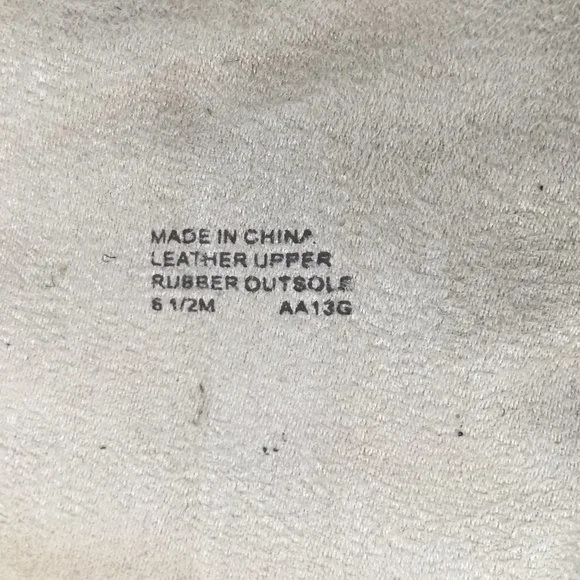 MADE IN CHINA
LEATHER UPPER
RUBBER OUTSOLE
6 1/2M AA13G